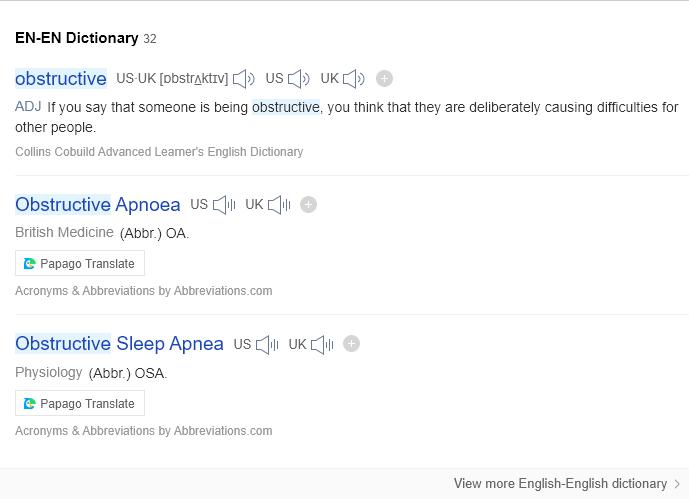 EN-EN Dictionary 32
obstructive US·UK [ɒbstrʌktɪv] US UK
ADJ If you say that someone is being obstructive, you think that they are deliberately causing difficulties for
other people.
Collins Cobuild Advanced Learner's English Dictionary
Obstructive Apnoea US UK
British Medicine (Abbr.) OA.
Papago Translate
Acronyms & Abbreviations by Abbreviations.com
Obstructive Sleep Apnea US UK
Physiology (Abbr.) OSA.
Papago Translate
Acronyms & Abbreviations by Abbreviations.com
View more English-English dictionary